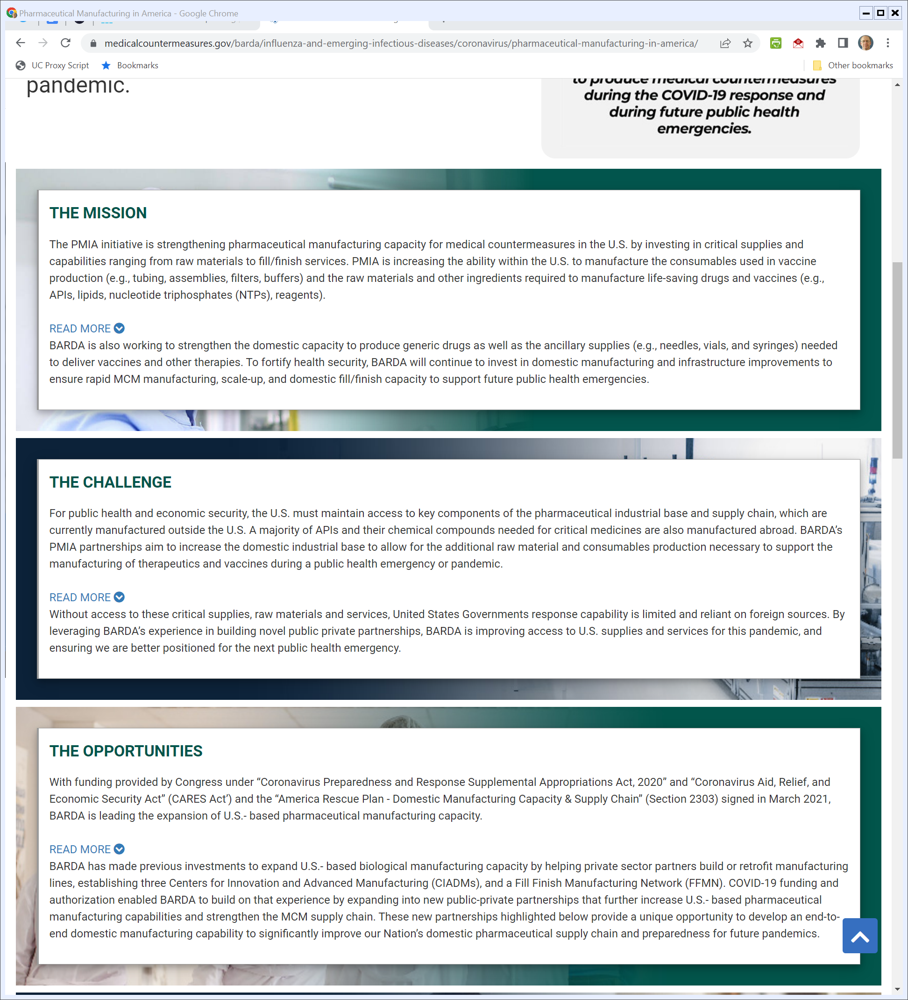 Pharmaceutical Manufacturing in America - Google Chrome
medicalcountermeasures.gov/barda/influenza-and-emerging-infectious-diseases/coronavirus/pharmaceutical-manufacturing-in-america/
UC Proxy Script
Bookmarks
Other bookmarks
pandemic.
to produce medical countermeasures
during the COVID-19 response and
during future public health
emergencies.
THE MISSION
The PMIA initiative is strengthening pharmaceutical manufacturing capacity for medical countermeasures in the U.S. by investing in critical supplies and
capabilities ranging from raw materials to fill/finish services. PMIA is increasing the ability within the U.S. to manufacture the consumables used in vaccine
production (e.g., tubing, assemblies, filters, buffers) and the raw materials and other ingredients required to manufacture life-saving drugs and vaccines (e.g.,
APIs, lipids, nucleotide triphosphates (NTPs), reagents).
READ MORE
BARDA is also working to strengthen the domestic capacity to produce generic drugs as well as the ancillary supplies (e.g., needles, vials, and syringes) needed
to deliver vaccines and other therapies. To fortify health security, BARDA will continue to invest in domestic manufacturing and infrastructure improvements to
ensure rapid MCM manufacturing, scale-up, and domestic fill/finish capacity to support future public health emergencies.
THE CHALLENGE
For public health and economic security, the U.S. must maintain access to key components of the pharmaceutical industrial base and supply chain, which are
currently manufactured outside the U.S. A majority of APIs and their chemical compounds needed for critical medicines are also manufactured abroad. BARDA’s
PMIA partnerships aim to increase the domestic industrial base to allow for the additional raw material and consumables production necessary to support the
manufacturing of therapeutics and vaccines during a public health emergency or pandemic.
READ MORE
Without access to these critical supplies, raw materials and services, United States Governments response capability is limited and reliant on foreign sources. By
leveraging BARDA’s experience in building novel public private partnerships, BARDA is improving access to U.S. supplies and services for this pandemic, and
ensuring we are better positioned for the next public health emergency.
THE OPPORTUNITIES
With funding provided by Congress under “Coronavirus Preparedness and Response Supplemental Appropriations Act, 2020” and “Coronavirus Aid, Relief, and
Economic Security Act” (CARES Act’) and the “America Rescue Plan - Domestic Manufacturing Capacity & Supply Chain” (Section 2303) signed in March 2021,
BARDA is leading the expansion of U.S.- based pharmaceutical manufacturing capacity.
READ MORE
BARDA has made previous investments to expand U.S.- based biological manufacturing capacity by helping private sector partners build or retrofit manufacturing
lines, establishing three Centers for Innovation and Advanced Manufacturing (CIADMs), and a Fill Finish Manufacturing Network (FFMN). COVID-19 funding and
authorization enabled BARDA to build on that experience by expanding into new public-private partnerships that further increase U.S.- based pharmaceutical
manufacturing capabilities and strengthen the MCM supply chain. These new partnerships highlighted below provide a unique opportunity to develop an end-to-
end domestic manufacturing capability to significantly improve our Nation’s domestic pharmaceutical supply chain and preparedness for future pandemics.